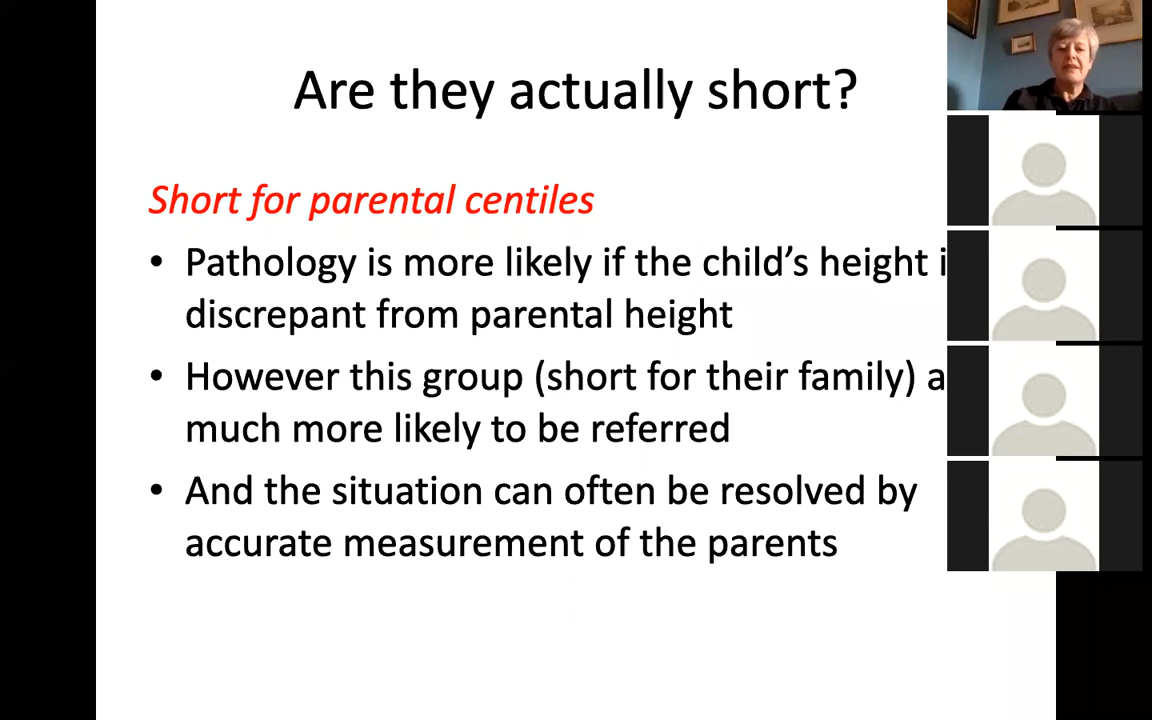 Are they actually short?
Short for parental centiles
• Pathology is more likely if the child's height
discrepant from parental height
• However this group (short for their family)
much more likely to be referred
• And the situation can often be resolved by
accurate measurement of the parents